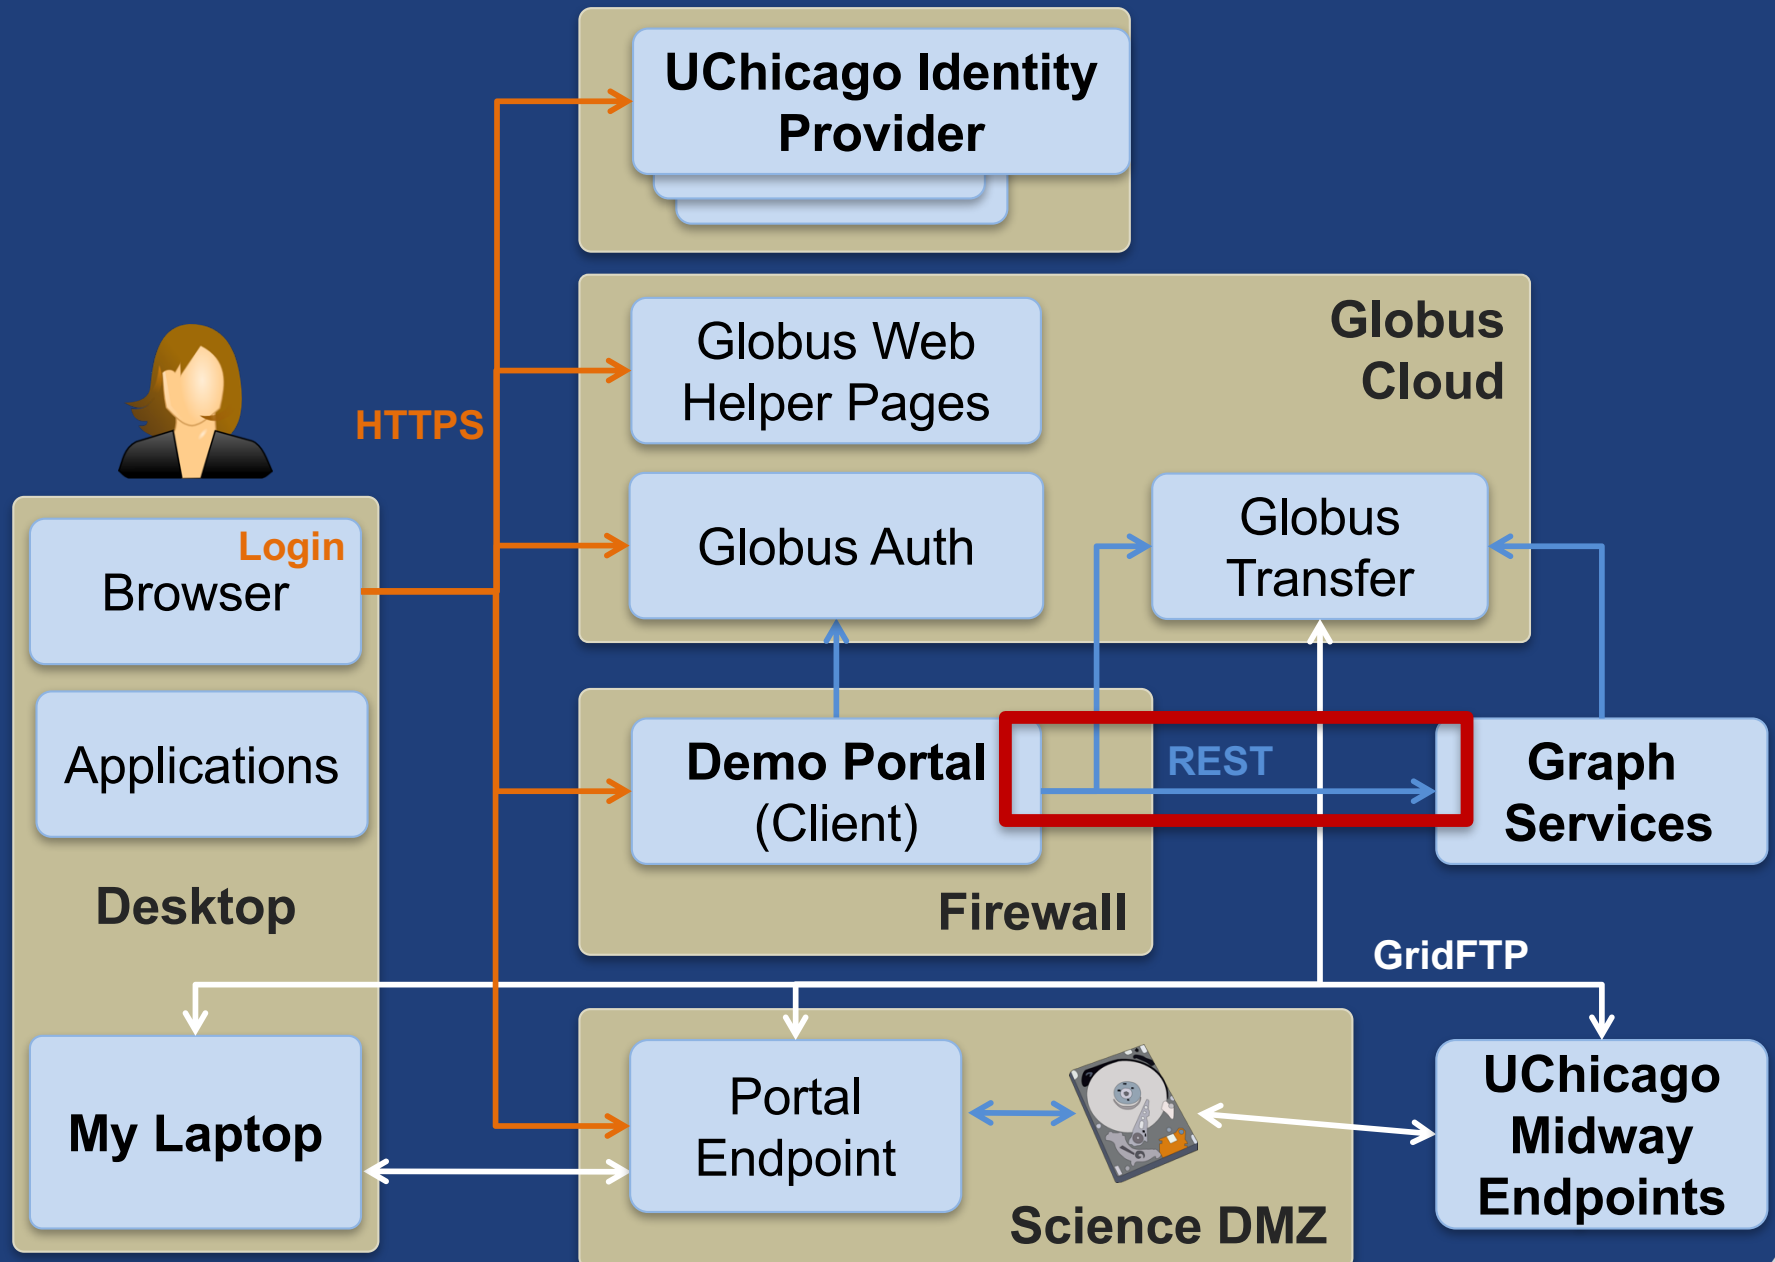 UChicago Identity
Provider
Globus
Cloud
Globus Web
Helper Pages
HTTPS
Globus Auth
Globus
Transfer
Login
Browser
Applications
Desktop
Demo Portal
(Client)
REST
Graph
Services
Firewall
GridFTP
My Laptop
Portal
Endpoint
UChicago
Midway
Endpoints
Science DMZ